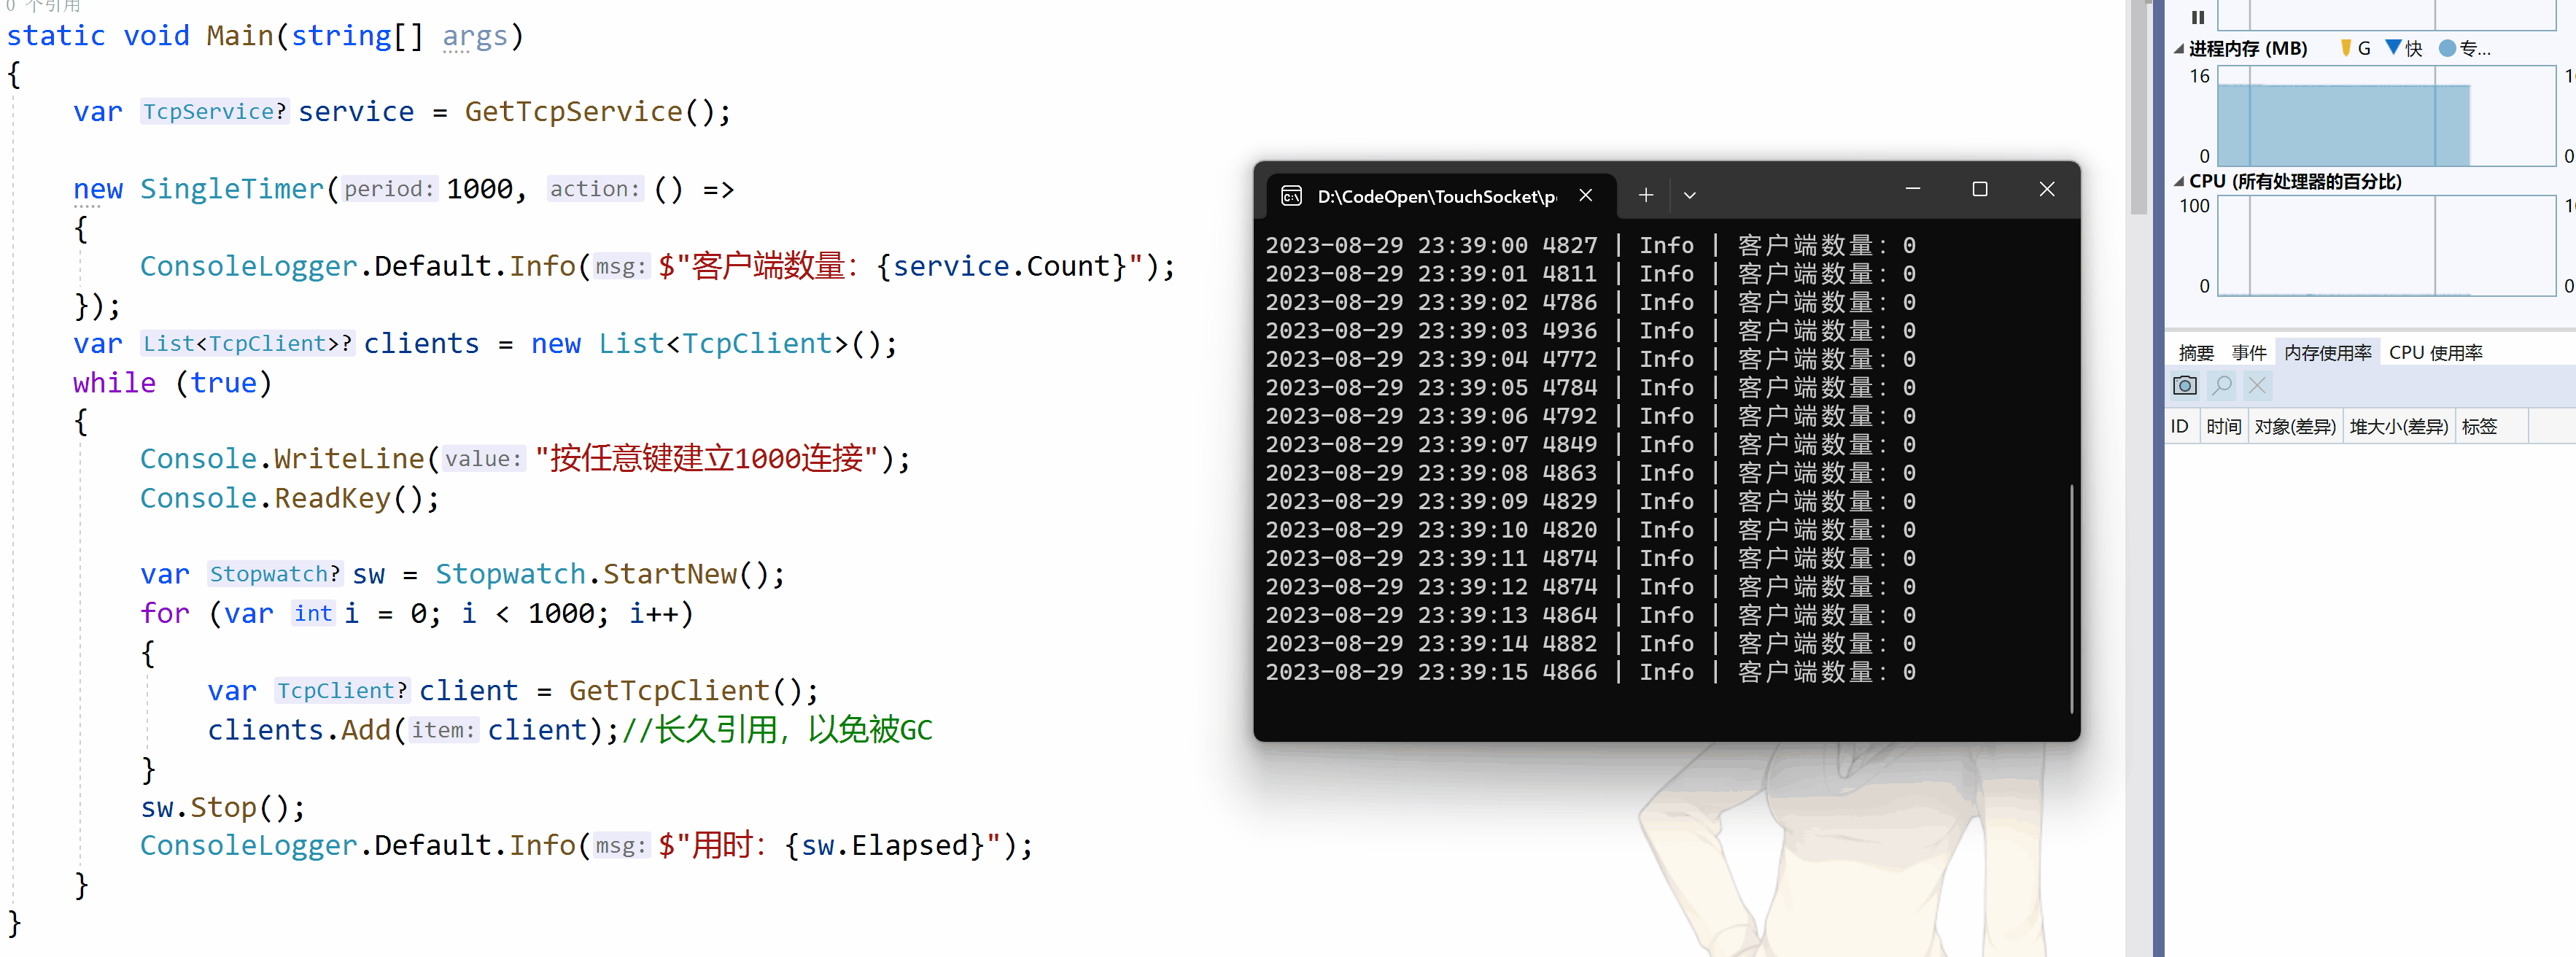 0 个引用
static void Main(string[] args)
{
var TcpService? service = GetTcpService();
new SingleTimer(period: 1000, action: () =>
{
ConsoleLogger.Default.Info(msg: $"客户端数量：{service.Count}");
});
var List<TcpClient>? clients = new List<TcpClient>();
while (true)
{
Console.WriteLine(value: "按任意键建立1000连接");
Console.ReadKey();
var Stopwatch? sw = Stopwatch.StartNew();
for (var int i = 0; i < 1000; i++)
{
var TcpClient? client = GetTcpClient();
clients.Add(item: client);//长久引用，以免被GC
}
sw.Stop();
ConsoleLogger.Default.Info(msg: $"用时：{sw.Elapsed}");
}
}
D:\CodeOpen\TouchSocket\p
2023-08-29 23:39:00 4827 | Info | 客户端数量：0
2023-08-29 23:39:01 4811 | Info | 客户端数量：0
2023-08-29 23:39:02 4786 | Info | 客户端数量：0
2023-08-29 23:39:03 4936 | Info | 客户端数量：0
2023-08-29 23:39:04 4772 | Info | 客户端数量：0
2023-08-29 23:39:05 4784 | Info | 客户端数量：0
2023-08-29 23:39:06 4792 | Info | 客户端数量：0
2023-08-29 23:39:07 4849 | Info | 客户端数量：0
2023-08-29 23:39:08 4863 | Info | 客户端数量：0
2023-08-29 23:39:09 4829 | Info | 客户端数量：0
2023-08-29 23:39:10 4820 | Info | 客户端数量：0
2023-08-29 23:39:11 4874 | Info | 客户端数量：0
2023-08-29 23:39:12 4874 | Info | 客户端数量：0
2023-08-29 23:39:13 4864 | Info | 客户端数量：0
2023-08-29 23:39:14 4882 | Info | 客户端数量：0
2023-08-29 23:39:15 4866 | Info | 客户端数量：0
进程内存 (MB) G 快 专...
16
0 0
CPU (所有处理器的百分比)
100
0 0
摘要 事件 内存使用率 CPU 使用率
ID 时间 对象(差异) 堆大小(差异) 标签